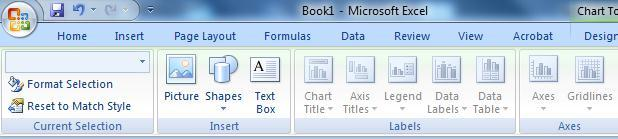 Book1 - Microsoft Excel Chart To
Home Insert Page Layout Formulas Data Review View Acrobat Design
Format Selection
Reset to Match Style
Current Selection
Picture Shapes Text Box
Insert
Chart Title Axis Titles Legend Data Labels Data Table
Labels
Axes Gridlines
Axes